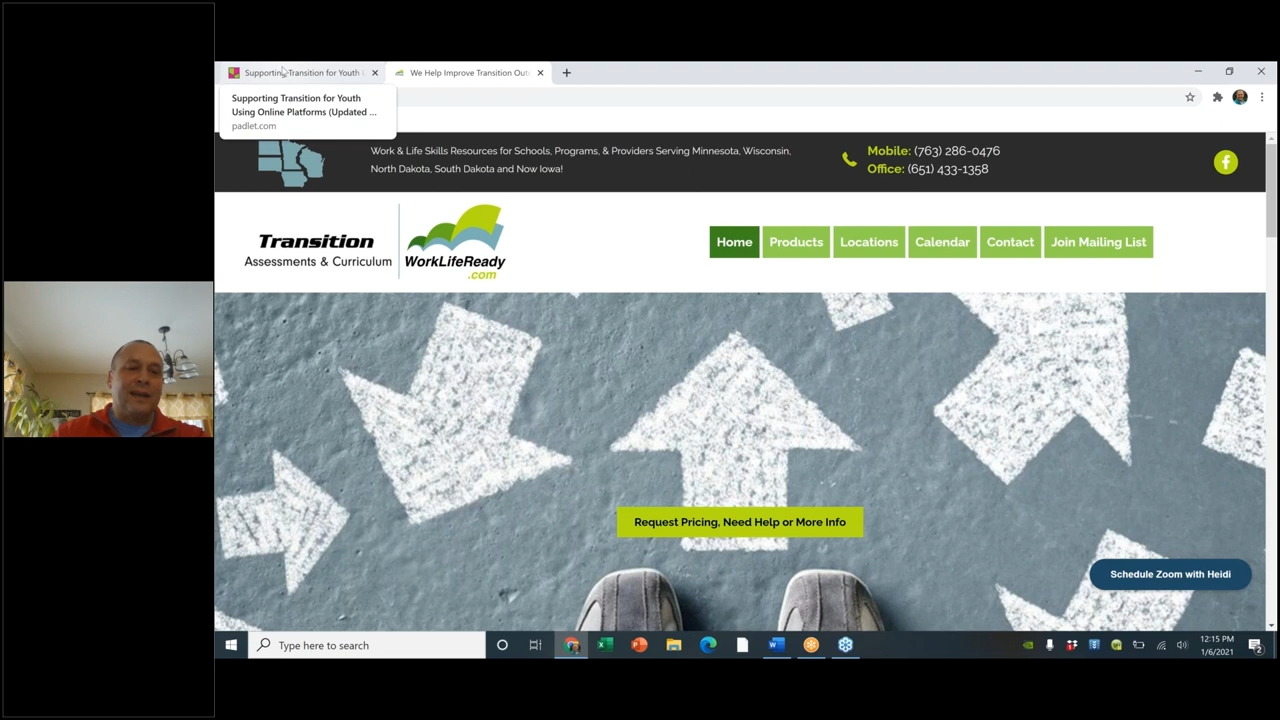 Supporting Transition for Youth
We Help Improve Transition Out
Supporting Transition for Youth
Using Online Platforms (Updated ...
padlet.com
Work & Life Skills Resources for Schools, Programs, & Providers Serving Minnesota, Wisconsin,
North Dakota, South Dakota and Now Iowa!
Mobile: (763) 286-0476
Office: (651) 433-1358
Transition
Assessments & Curriculum
WorkLifeReady
.com
Home
Products
Locations
Calendar
Contact
Join Mailing List
Request Pricing, Need Help or More Info
Schedule Zoom with Heidi
Type here to search
12:15 PM
1/6/2021
2